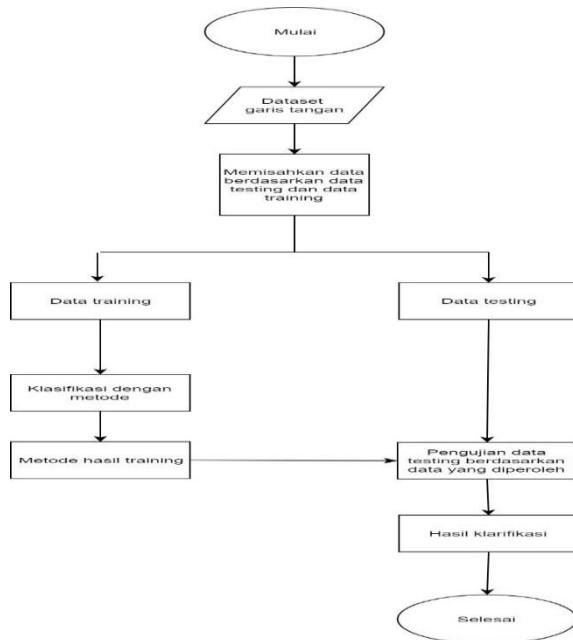 Mulai
Dataset
garis tangan
Memisahkan data
berdasarkan data
testing dan data
training
Data training
Data testing
Klasifikasi dengan
metode
Metode hasil training
Pengujian data
testing berdasarkan
data yang diperoleh
Hasil klarifikasi
Selesai